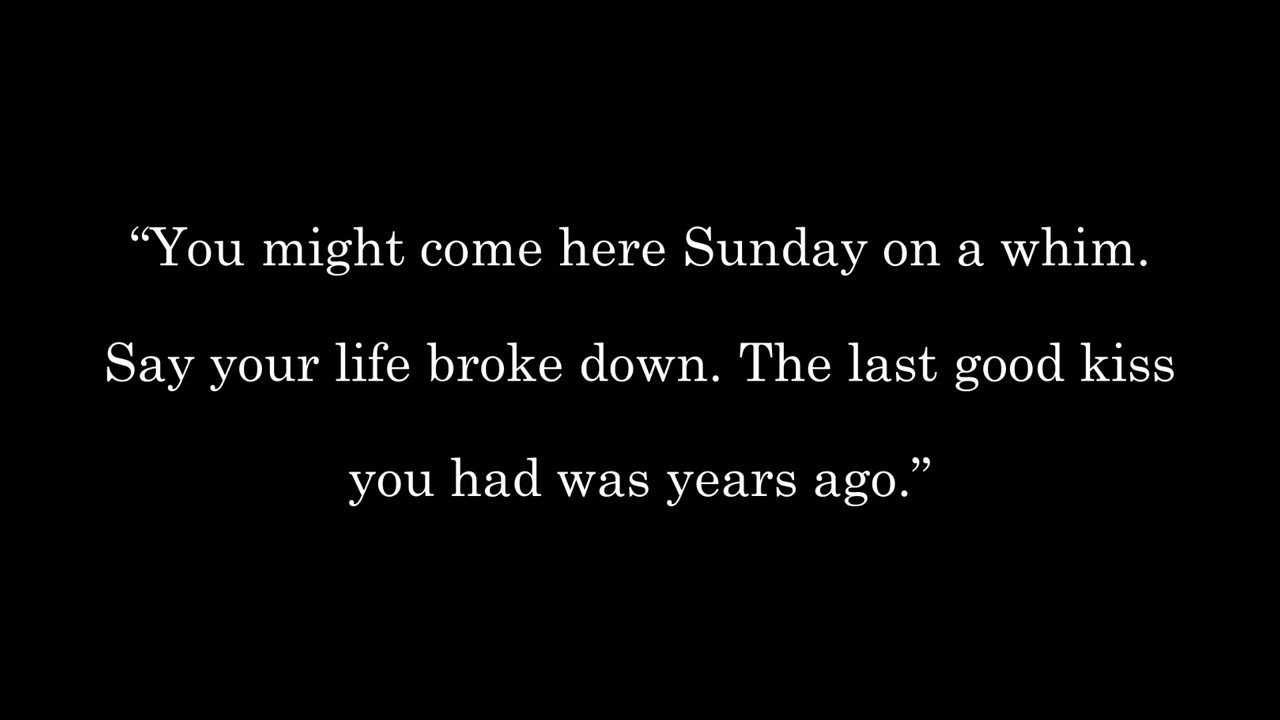 “You might come here Sunday on a whim.
Say your life broke down. The last good kiss
you had was years ago.”